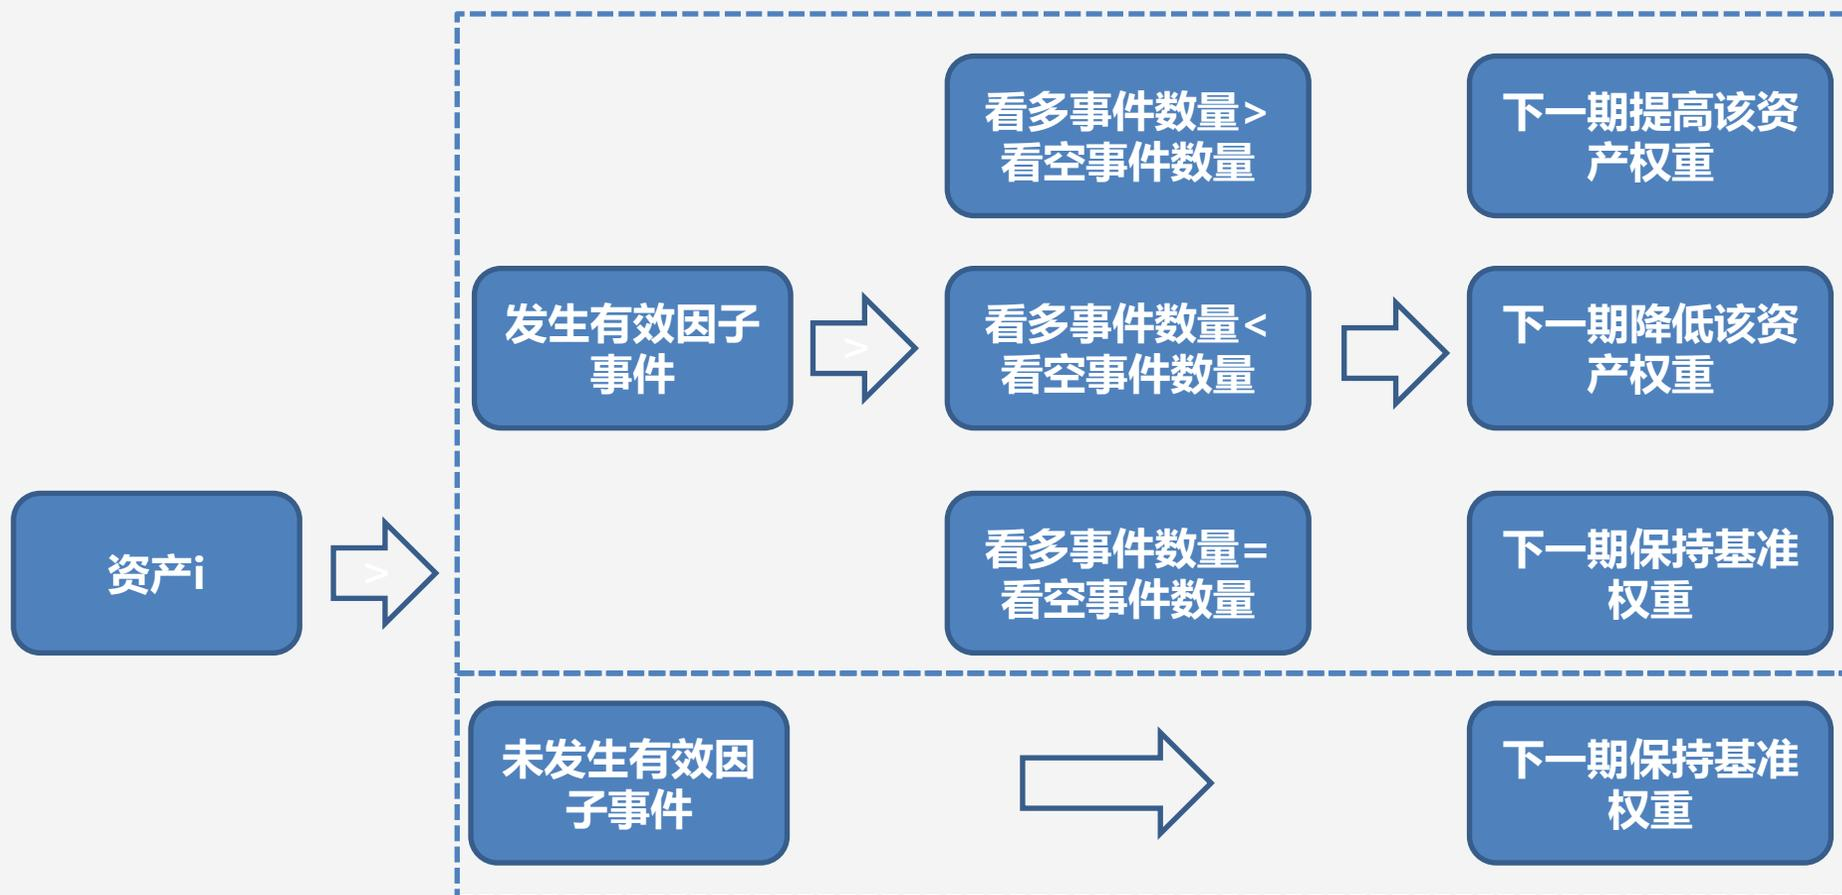 看多事件数量>
看空事件数量
下一期提高该资
产权重
发生有效因子
事件
>
看多事件数量<
看空事件数量
下一期降低该资
产权重
资产i
>
看多事件数量=
看空事件数量
下一期保持基准
权重
未发生有效因
子事件
下一期保持基准
权重